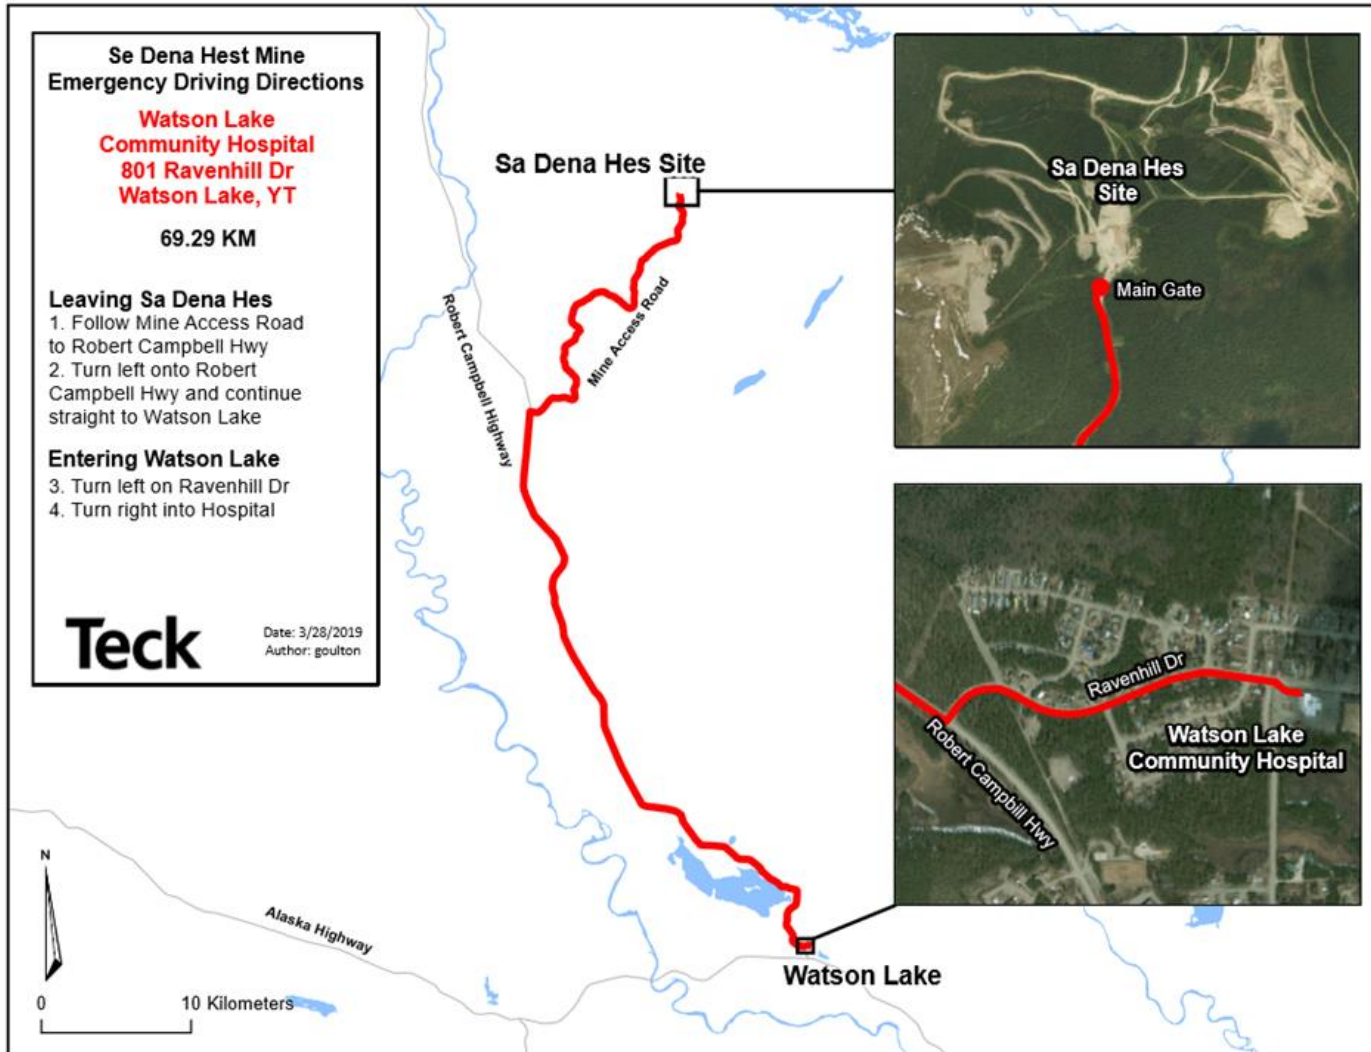 Se Dena Hest Mine
Emergency Driving Directions
Watson Lake
Community Hospital
801 Ravenhill Dr
Watson Lake, YT
69.29 KM
Leaving Sa Dena Hes
1. Follow Mine Access Road
to Robert Campbell Hwy
2. Turn left onto Robert
Campbell Hwy and continue
straight to Watson Lake
Entering Watson Lake
3. Turn left on Ravenhill Dr
4. Turn right into Hospital
Teck
Date: 3/28/2019
Author: goulton
Sa Dena Hes Site
Mine Access Road
Robert Campbell Highway
Sa Dena Hes
Site
Main Gate
Ravenhill Dr
Robert Campbill Hwy
Watson Lake
Community Hospital
Watson Lake
Alaska Highway
N
0 10 Kilometers